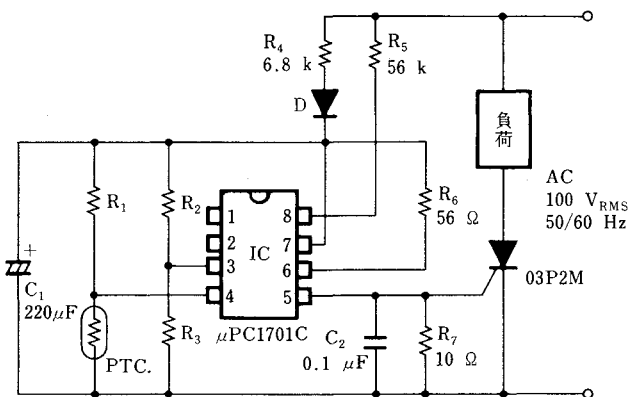 R₄
6.8 k
R₅
56 k
D
負荷
R₁
R₂
1
8
R₆
56 Ω
AC
100 V_RMS
50/60 Hz
2
7
IC
3
6
+
C₁
220μF
4
5
03P2M
R₃
μPC1701C
C₂
0.1 μF
R₇
10 Ω
PTC.